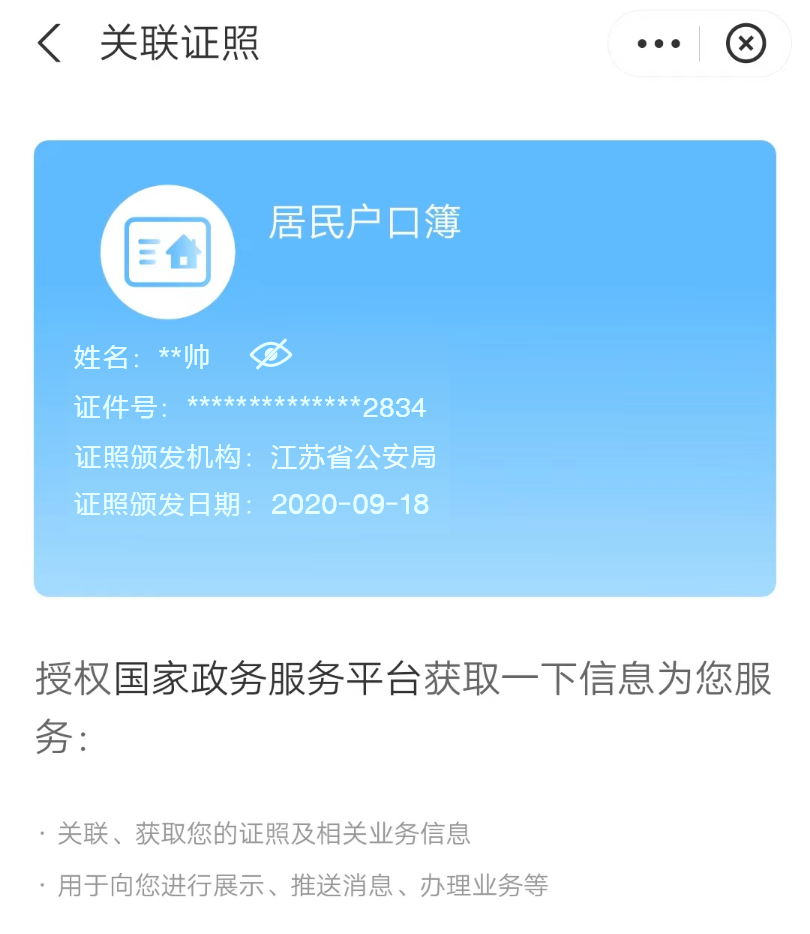 关联证照
居民户口簿
姓名：**帅
证件号：**************2834
证照颁发机构：江苏省公安局
证照颁发日期：2020-09-18
授权国家政务服务平台获取一下信息为您服
务：
· 关联、获取您的证照及相关业务信息
· 用于向您进行展示、推送消息、办理业务等